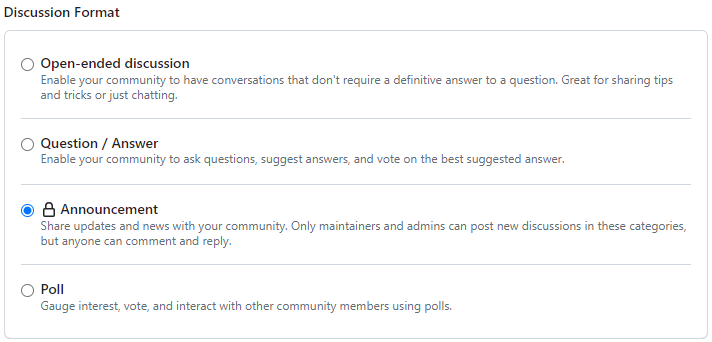 Discussion Format
Open-ended discussion
Enable your community to have conversations that don't require a definitive answer to a question. Great for sharing tips
and tricks or just chatting.
Question / Answer
Enable your community to ask questions, suggest answers, and vote on the best suggested answer.
Announcement
Share updates and news with your community. Only maintainers and admins can post new discussions in these categories,
but anyone can comment and reply.
Poll
Gauge interest, vote, and interact with other community members using polls.